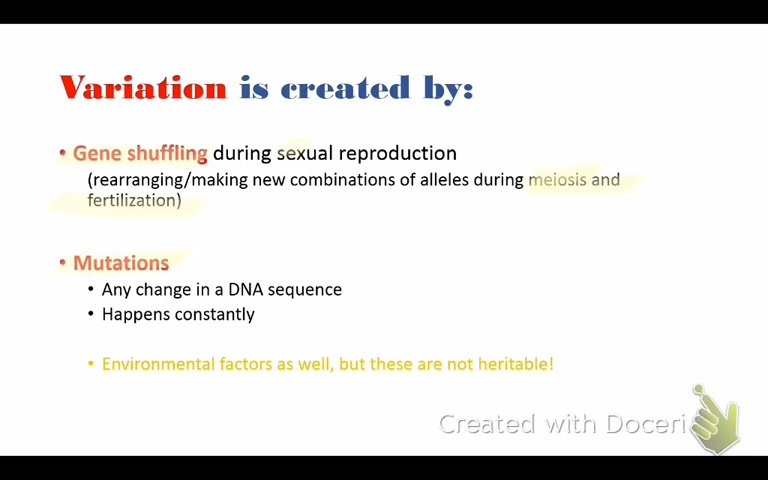 Variation is created by:
• Gene shuffling during sexual reproduction
(rearranging/making new combinations of alleles during meiosis and
fertilization)
• Mutations
• Any change in a DNA sequence
• Happens constantly
• Environmental factors as well, but these are not heritable!
Created with Doceri